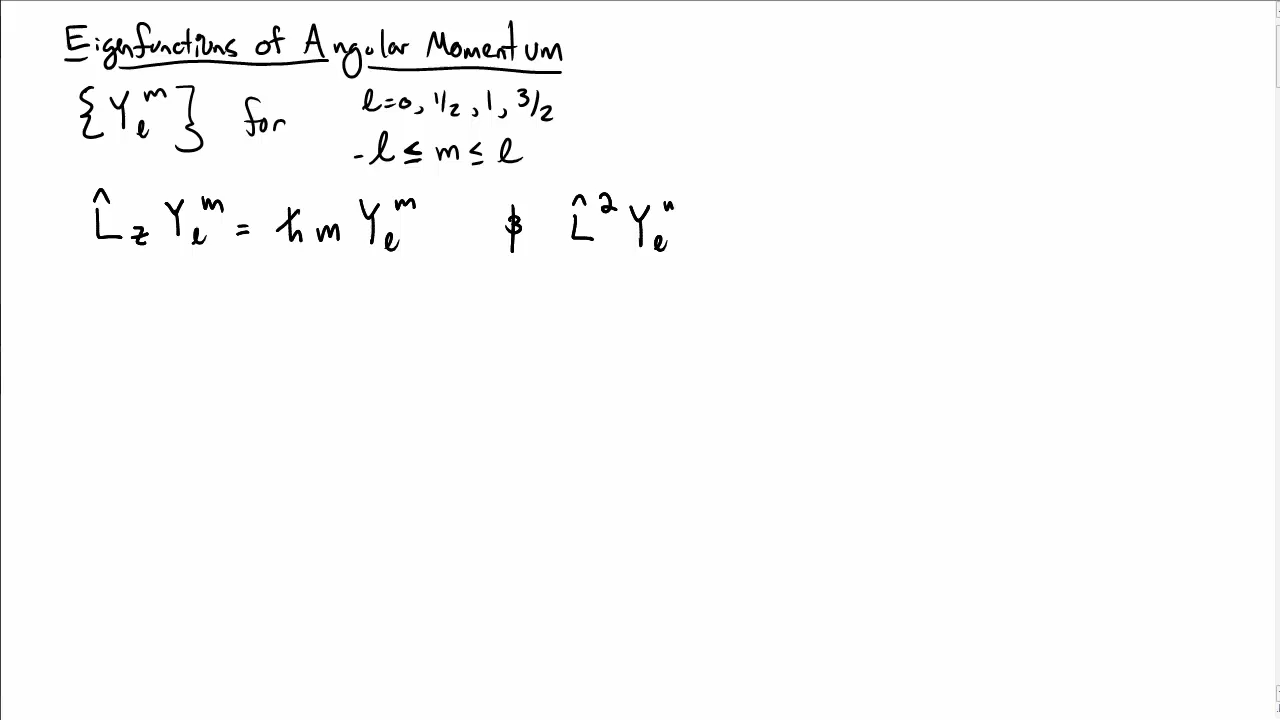 Eigenfunctions of Angular Momentum
{Y_ℓ^m} for ℓ=0, 1/2, 1, 3/2
-ℓ ≤ m ≤ ℓ
L̂_z Y_ℓ^m = ħ m Y_ℓ^m & L̂^2 Y_ℓ